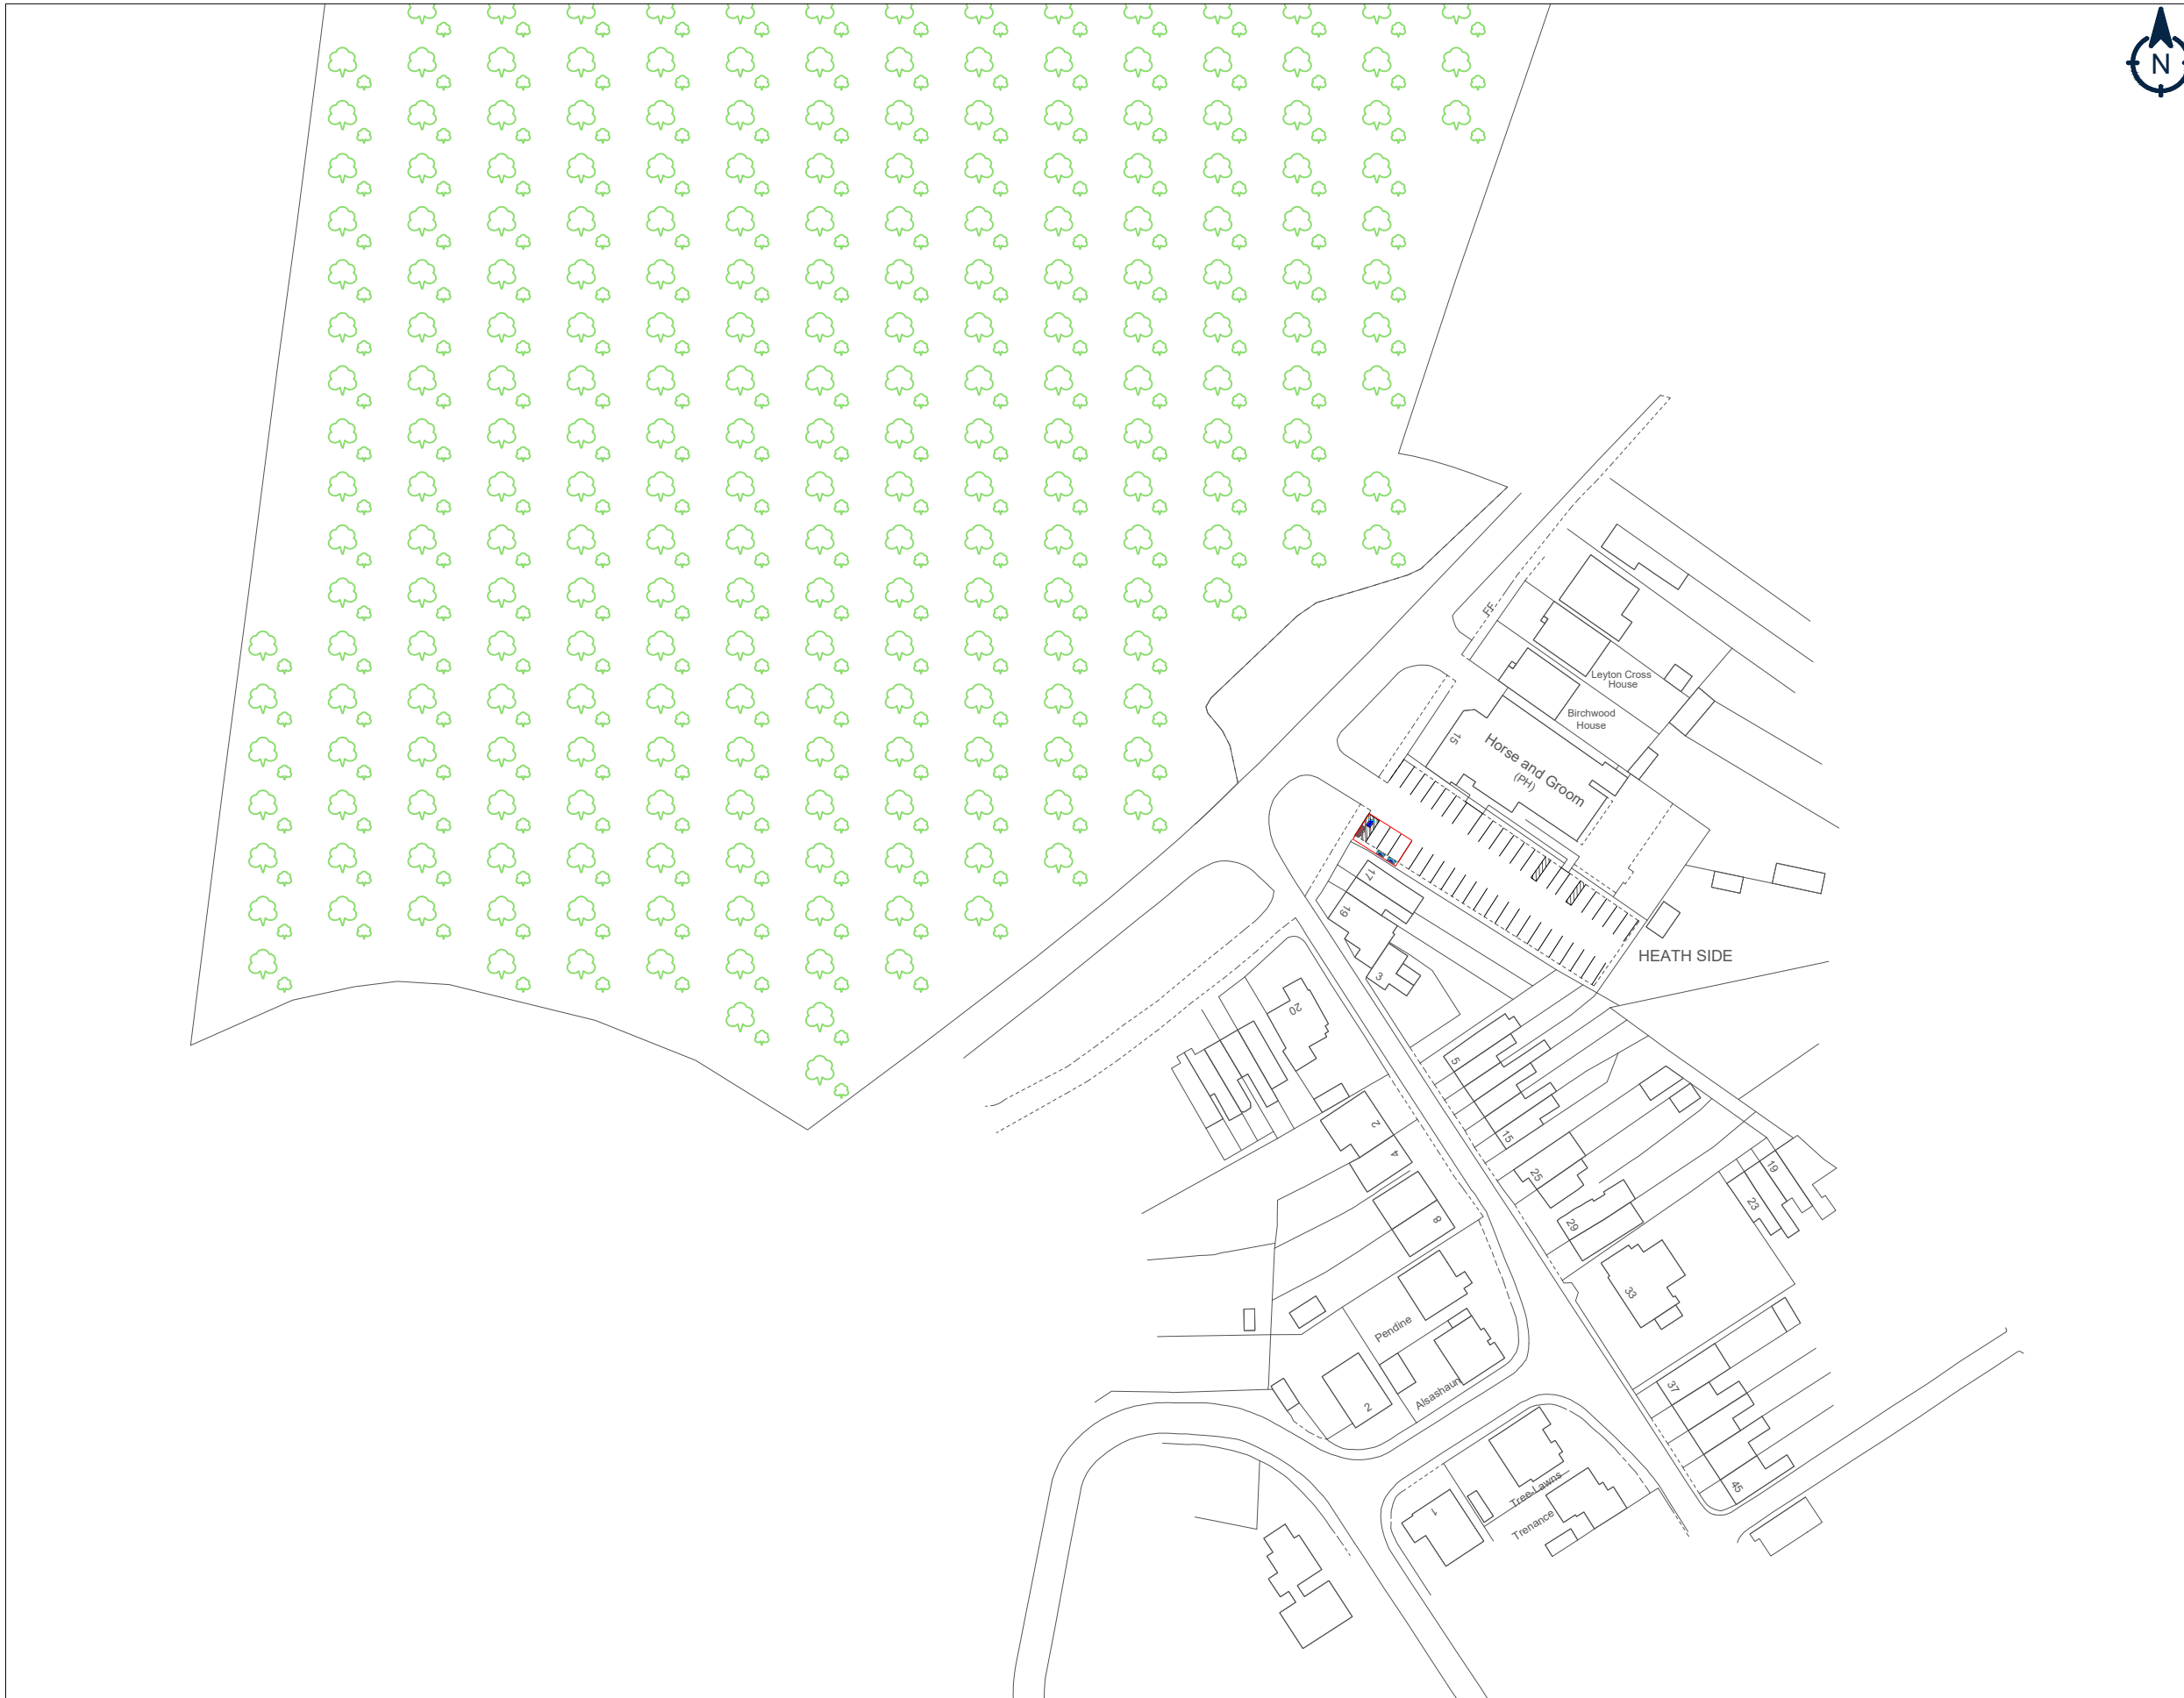 N
FF
Leyton Cross
House
Birchwood
House
15
Horse and Groom
(PH)
17
19
3
HEATH SIDE
20
5
2
15
4
25
19
23
8
29
33
Pendine
37
Alsashaun
2
Tree-Lawns
45
1
Trenance